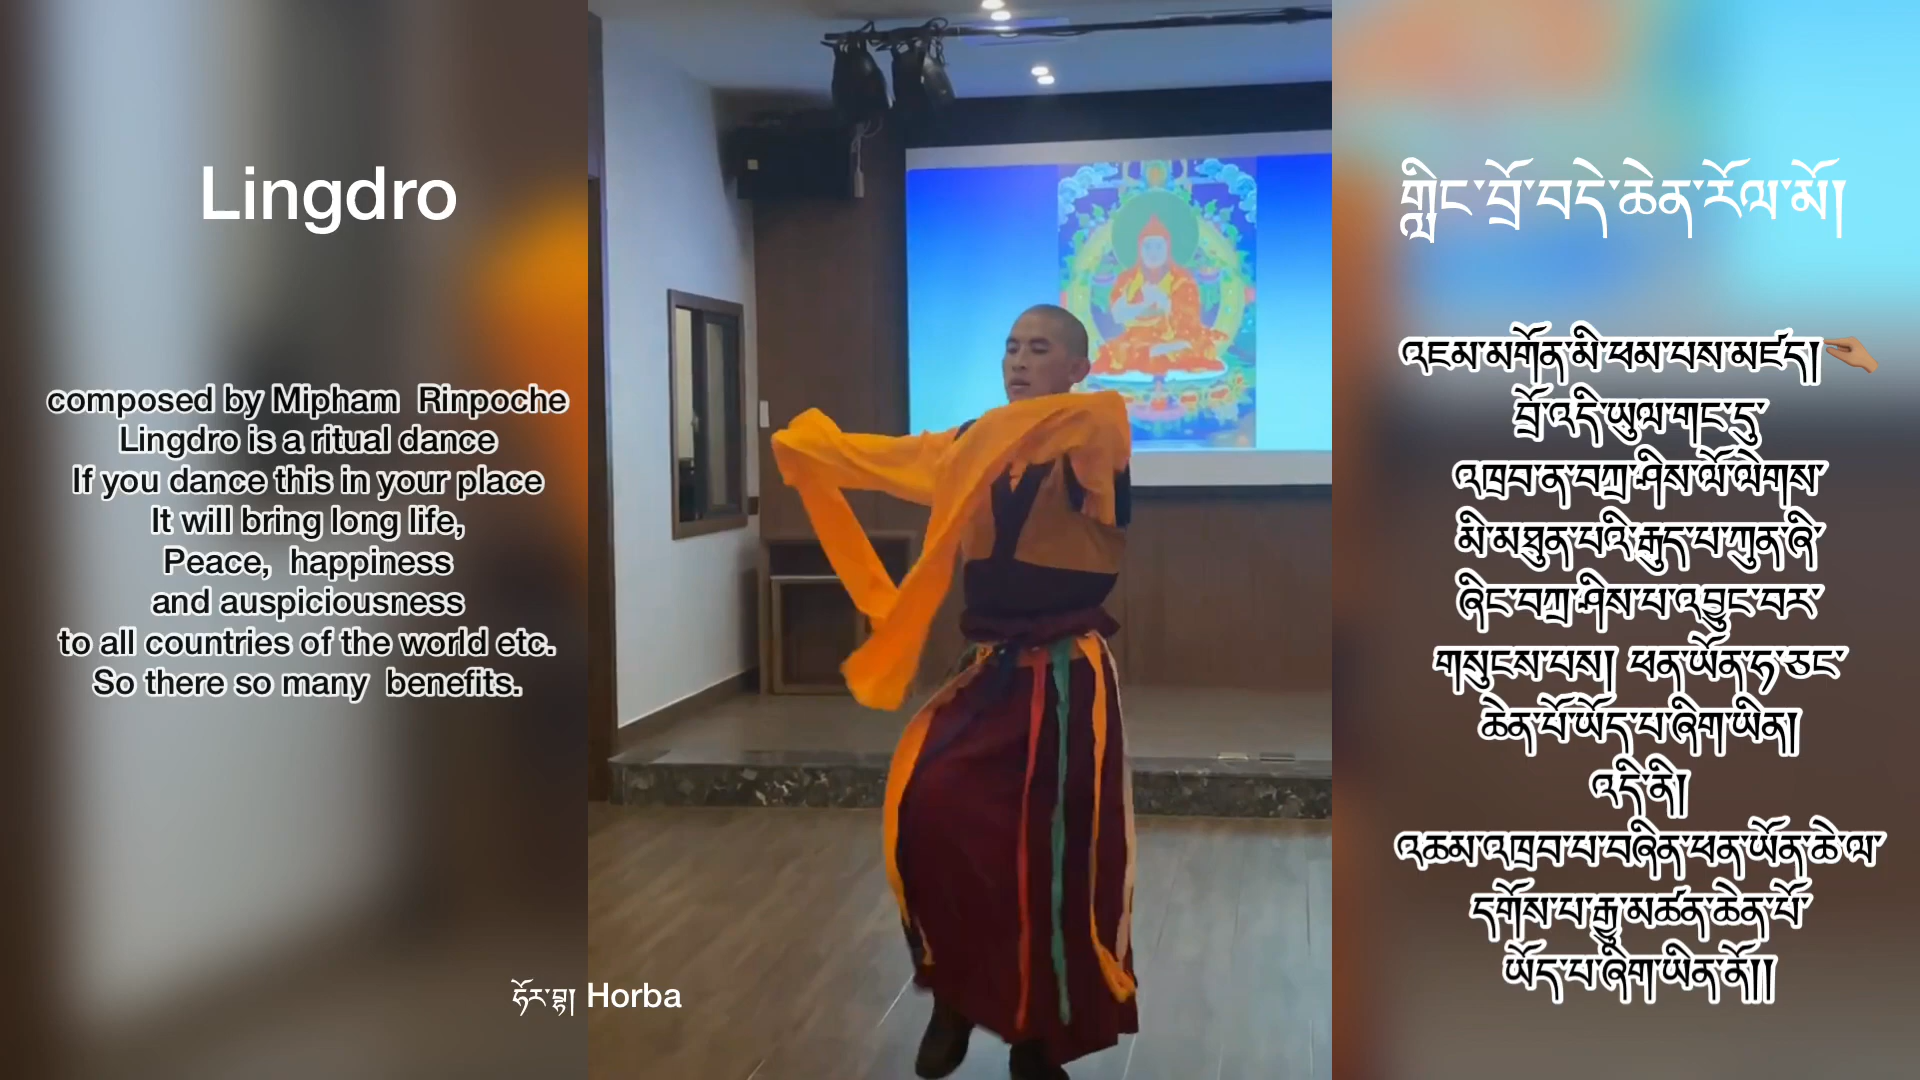 Lingdro
composed by Mipham  Rinpoche
Lingdro is a ritual dance
If you dance this in your place
It will bring long life,
Peace,  happiness
and auspiciousness
to all countries of the world etc.
So there so many  benefits.
ཧོར་བྷ། Horba
གླིང་བྲོ་བདེ་ཆེན་རོལ་མོ།
འཇམ་མགོན་མི་ཕམ་པས་མཛད།
བྲོ་འདི་ཡུལ་གང་དུ་
འཁྲབ་ན་བཀྲ་ཤིས་ལོ་ལེགས་
མི་མཐུན་པའི་རྒུད་པ་ཀུན་ཞི་
ཞིང་བཀྲ་ཤིས་པ་འབྱུང་བར་
གསུངས་པས། ཕན་ཡོན་ཧ་ཅང་
ཆེན་པོ་ཡོད་པ་ཞིག་ཡིན།
འདི་ནི།
འཆམ་འཁྲབ་པ་བཞིན་ཕན་ཡོན་ཆེ་ལ་
དགོས་པ་རྒྱུ་མཚན་ཆེན་པོ་
ཡོད་པ་ཞིག་ཡིན་ནོ།།